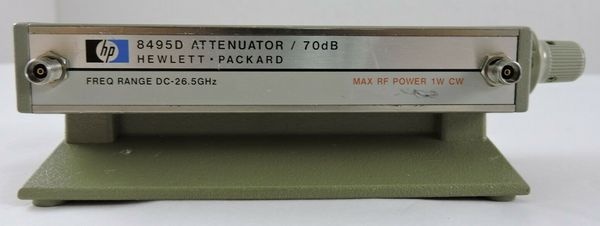 hp
8495D ATTENUATOR / 70dB
HEWLETT · PACKARD
FREQ RANGE DC-26.5GHz
MAX RF POWER 1W CW